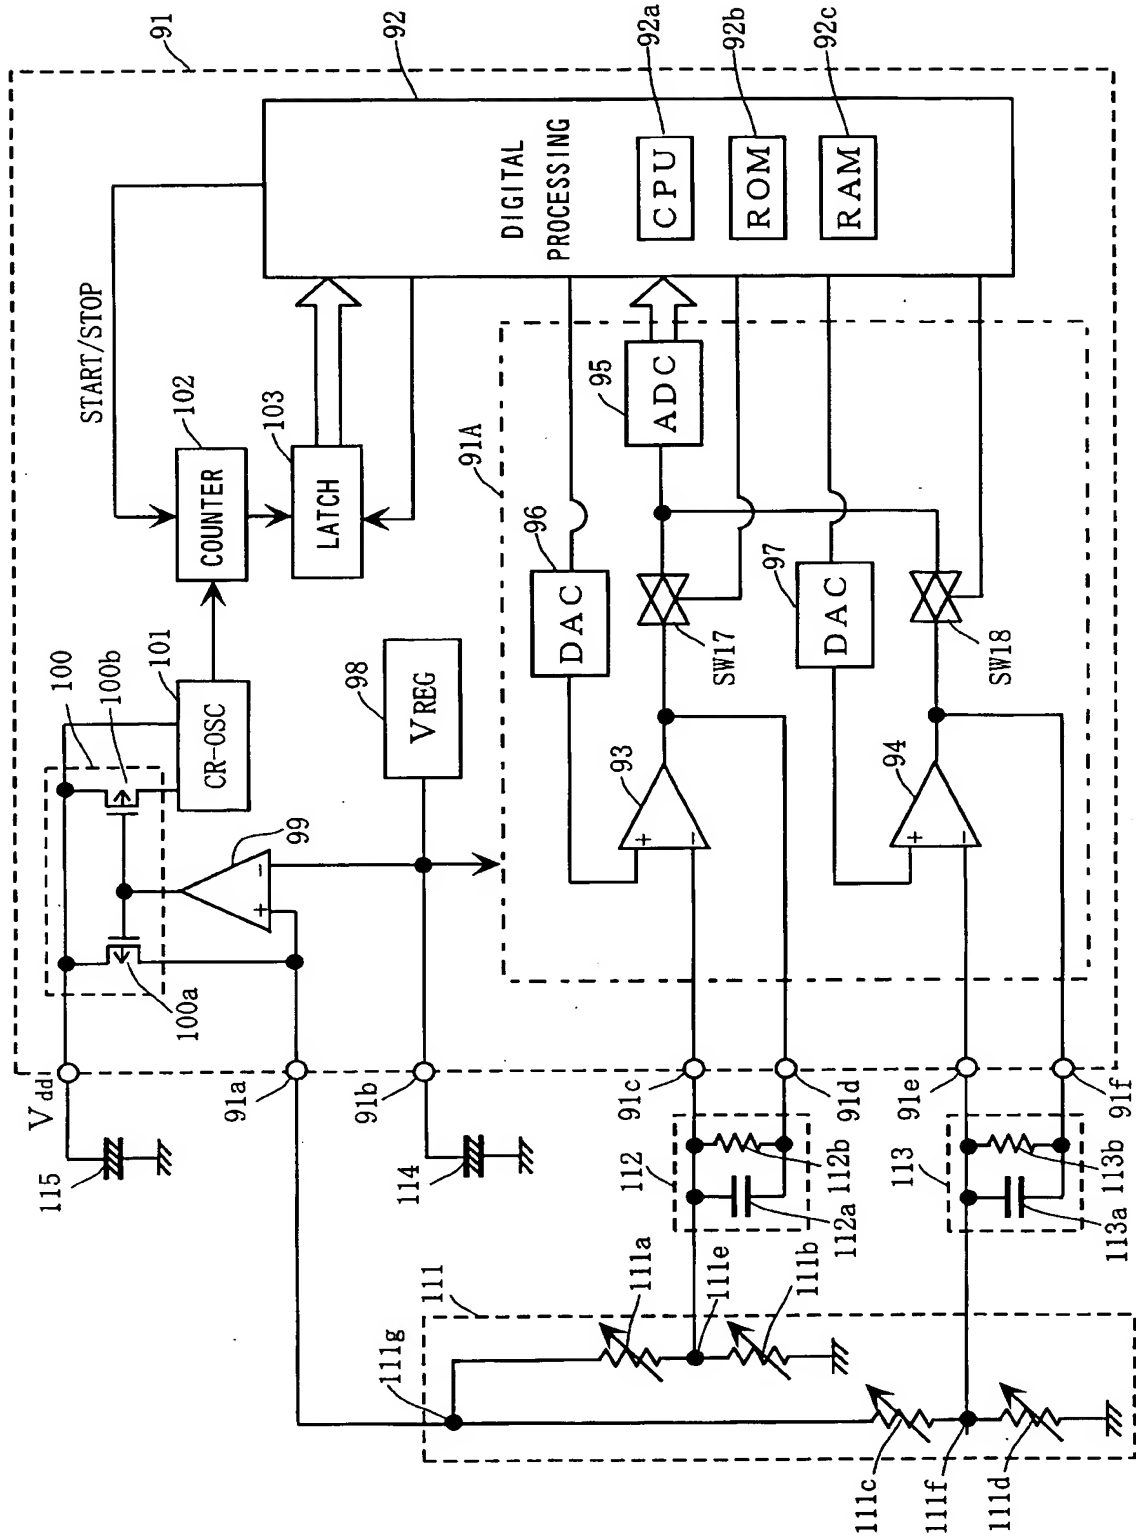 91
92
START/STOP
DIGITAL
PROCESSING
92a
CPU
92b
ROM
92c
RAM
102
COUNTER
103
LATCH
100
100b
101
CR-OSC
100a
99
+
−
98
VREG
91A
95
ADC
96
DAC
SW17
97
DAC
SW18
93
+
−
94
+
−
Vdd
115
91a
91b
114
91c
91d
91e
91f
112
112b
112a
113
113b
113a
111
111g
111a
111e
111b
111c
111f
111d